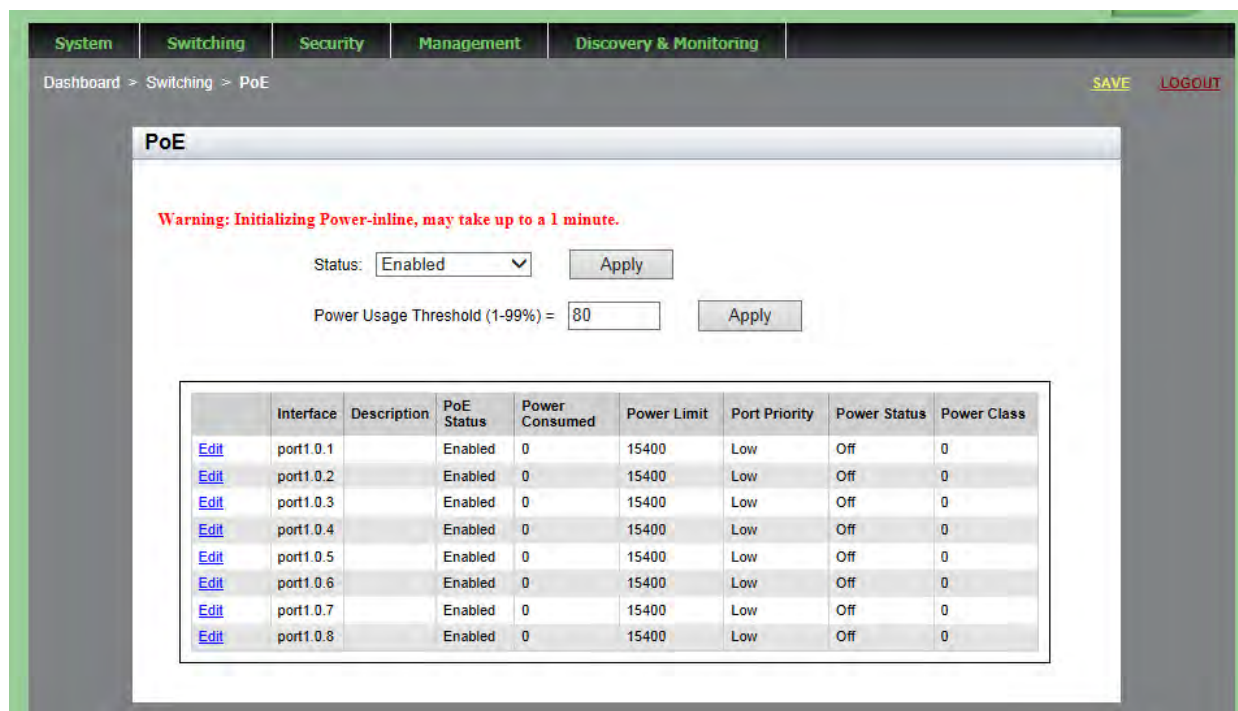 System Switching Security Management Discovery & Monitoring
Dashboard > Switching > PoE SAVE LOGOUT
PoE
Warning: Initializing Power-inline, may take up to a 1 minute.
Status: Enabled Apply
Power Usage Threshold (1-99%) = 80 Apply
Interface Description PoE Status Power Consumed Power Limit Port Priority Power Status Power Class
Edit port1.0.1 Enabled 0 15400 Low Off 0
Edit port1.0.2 Enabled 0 15400 Low Off 0
Edit port1.0.3 Enabled 0 15400 Low Off 0
Edit port1.0.4 Enabled 0 15400 Low Off 0
Edit port1.0.5 Enabled 0 15400 Low Off 0
Edit port1.0.6 Enabled 0 15400 Low Off 0
Edit port1.0.7 Enabled 0 15400 Low Off 0
Edit port1.0.8 Enabled 0 15400 Low Off 0